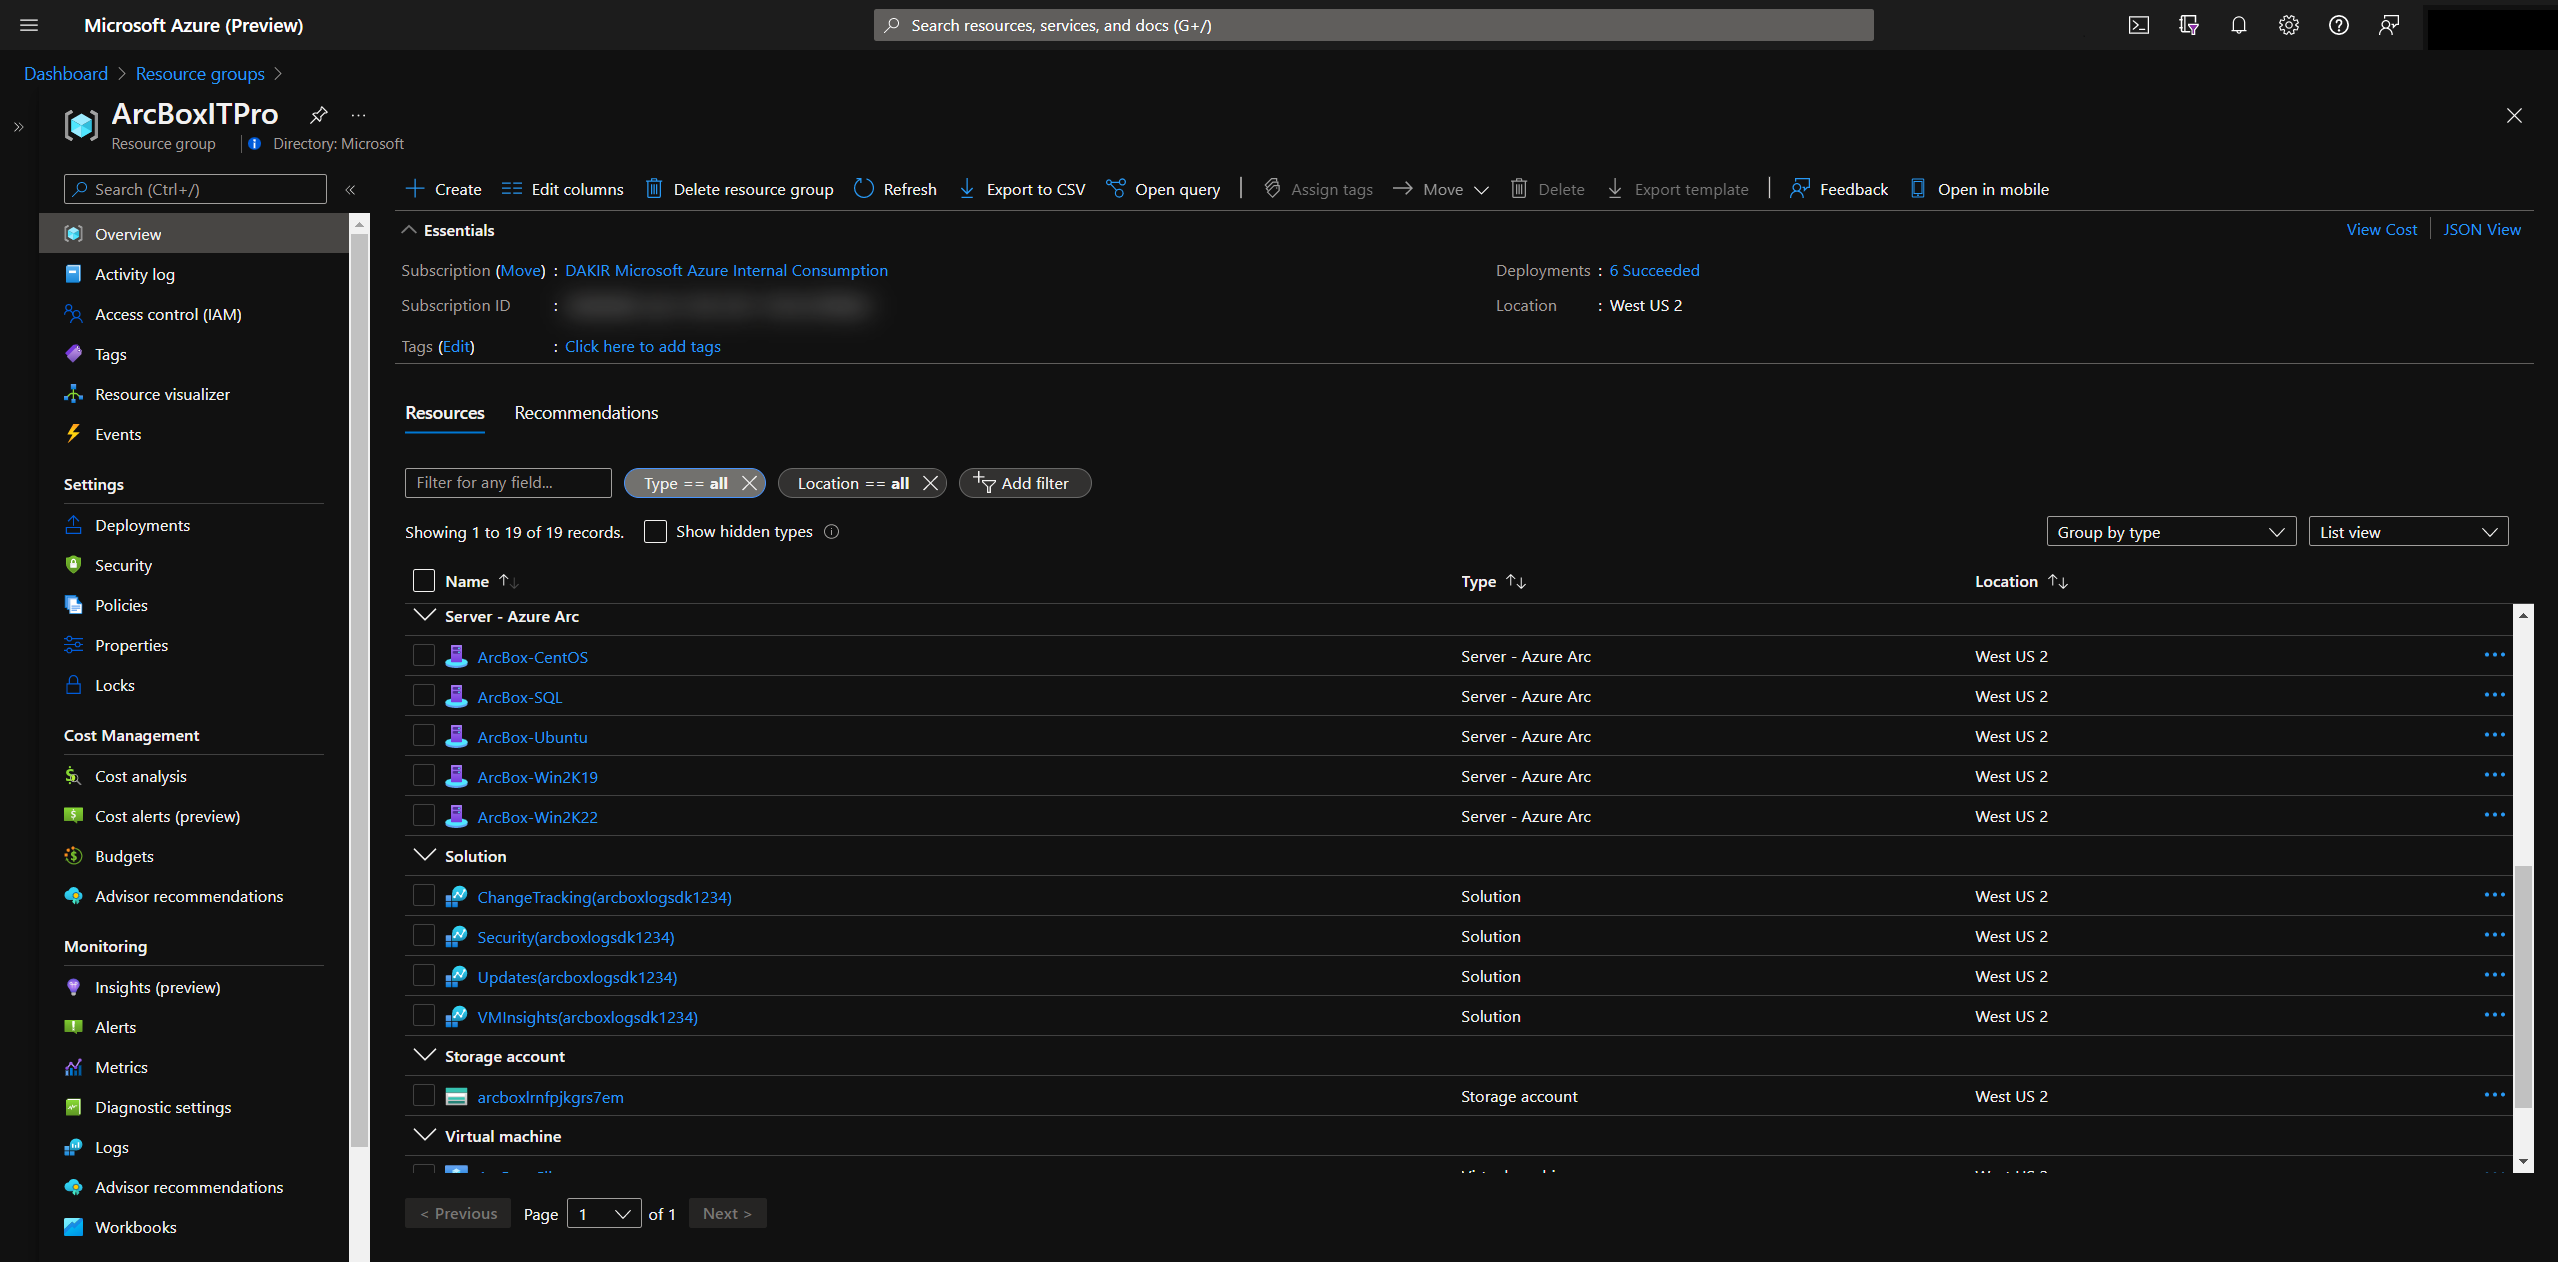 Microsoft Azure (Preview)
Search resources, services, and docs (G+/)
Dashboard > Resource groups >
ArcBoxITPro
Resource group
Directory: Microsoft
Search (Ctrl+/)
Overview
Activity log
Access control (IAM)
Tags
Resource visualizer
Events
Settings
Deployments
Security
Policies
Properties
Locks
Cost Management
Cost analysis
Cost alerts (preview)
Budgets
Advisor recommendations
Monitoring
Insights (preview)
Alerts
Metrics
Diagnostic settings
Logs
Advisor recommendations
Workbooks
Create Edit columns Delete resource group Refresh Export to CSV Open query Assign tags Move Delete Export template Feedback Open in mobile
Essentials
View Cost JSON View
Subscription (Move) : DAKIR Microsoft Azure Internal Consumption
Deployments : 6 Succeeded
Subscription ID :
Location : West US 2
Tags (Edit) : Click here to add tags
Resources Recommendations
Filter for any field... Type == all Location == all Add filter
Showing 1 to 19 of 19 records. Show hidden types
Group by type List view
Name Type Location
Server - Azure Arc
ArcBox-CentOS Server - Azure Arc West US 2
ArcBox-SQL Server - Azure Arc West US 2
ArcBox-Ubuntu Server - Azure Arc West US 2
ArcBox-Win2K19 Server - Azure Arc West US 2
ArcBox-Win2K22 Server - Azure Arc West US 2
Solution
ChangeTracking(arcboxlogsdk1234) Solution West US 2
Security(arcboxlogsdk1234) Solution West US 2
Updates(arcboxlogsdk1234) Solution West US 2
VMInsights(arcboxlogsdk1234) Solution West US 2
Storage account
arcboxlrnfpjkgrs7em Storage account West US 2
Virtual machine
< Previous Page 1 of 1 Next >